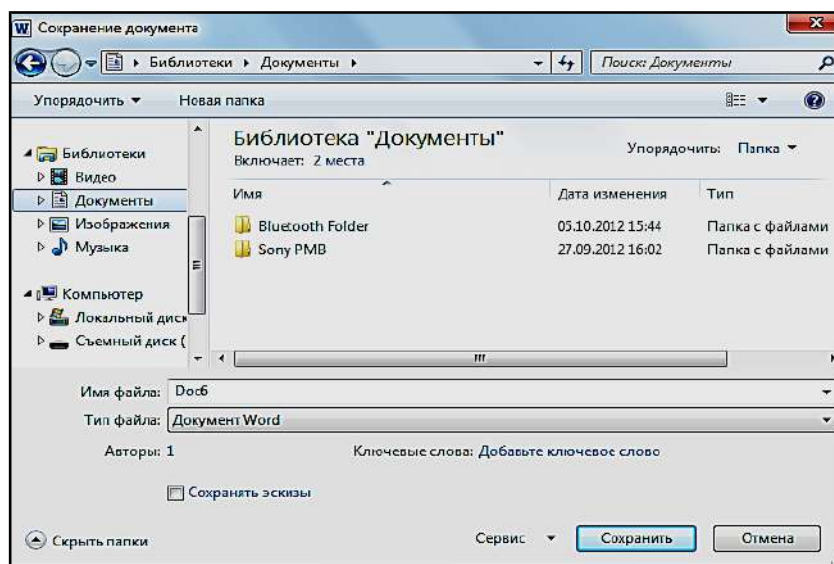 Сохранение документа
Библиотеки Документы
Поиск: Документы
Упорядочить Новая папка
Библиотеки
Видео
Документы
Изображения
Музыка
Компьютер
Локальный диск
Съемный диск (
Библиотека "Документы"
Включает: 2 места
Упорядочить: Папка
Имя Дата изменения Тип
Bluetooth Folder 05.10.2012 15:44 Папка с файлами
Sony PMB 27.09.2012 16:02 Папка с файлами
Имя файла: Doc6
Тип файла: Документ Word
Авторы: 1 Ключевые слова: Добавьте ключевое слово
Сохранять эскизы
Скрыть папки Сервис Сохранить Отмена